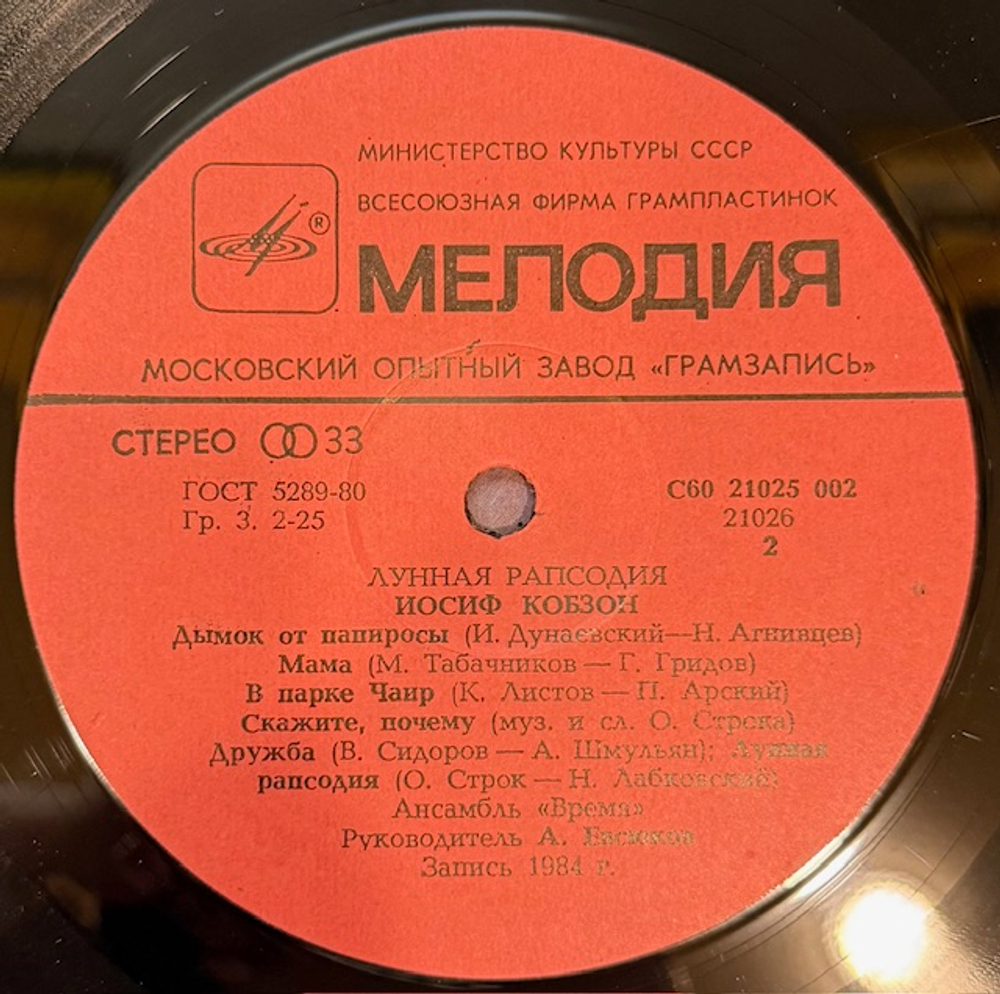 МИНИСТЕРСТВО КУЛЬТУРЫ СССР
ВСЕСОЮЗНАЯ ФИРМА ГРАМПЛАСТИНОК
®
МЕЛОДИЯ
МОСКОВСКИЙ ОПЫТНЫЙ ЗАВОД «ГРАМЗАПИСЬ»
СТЕРЕО 33
ГОСТ 5289-80
Гр. 3. 2-25
С60 21025 002
21026
2
ЛУННАЯ РАПСОДИЯ
ИОСИФ КОБЗОН
Дымок от папиросы (И. Дунаевский—Н. Агнивцев)
Мама (М. Табачников — Г. Гридов)
В парке Чаир (К. Листов — П. Арский)
Скажите, почему (муз. и сл. О. Строка)
Дружба (В. Сидоров — А. Шмульян); Лунная
рапсодия (О. Строк — Н. Лабковский)
Ансамбль «Время»
Руководитель А. Евсюков
Запись 1984 г.